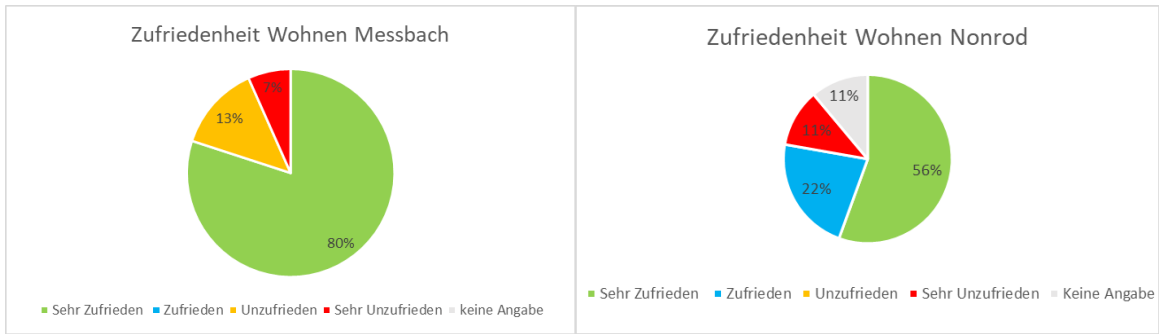 Zufriedenheit Wohnen Messbach
7%
13%
80%
Sehr Zufrieden Zufrieden Unzufrieden Sehr Unzufrieden keine Angabe
Zufriedenheit Wohnen Nonrod
11%
11%
56%
22%
Sehr Zufrieden Zufrieden Unzufrieden Sehr Unzufrieden Keine Angabe